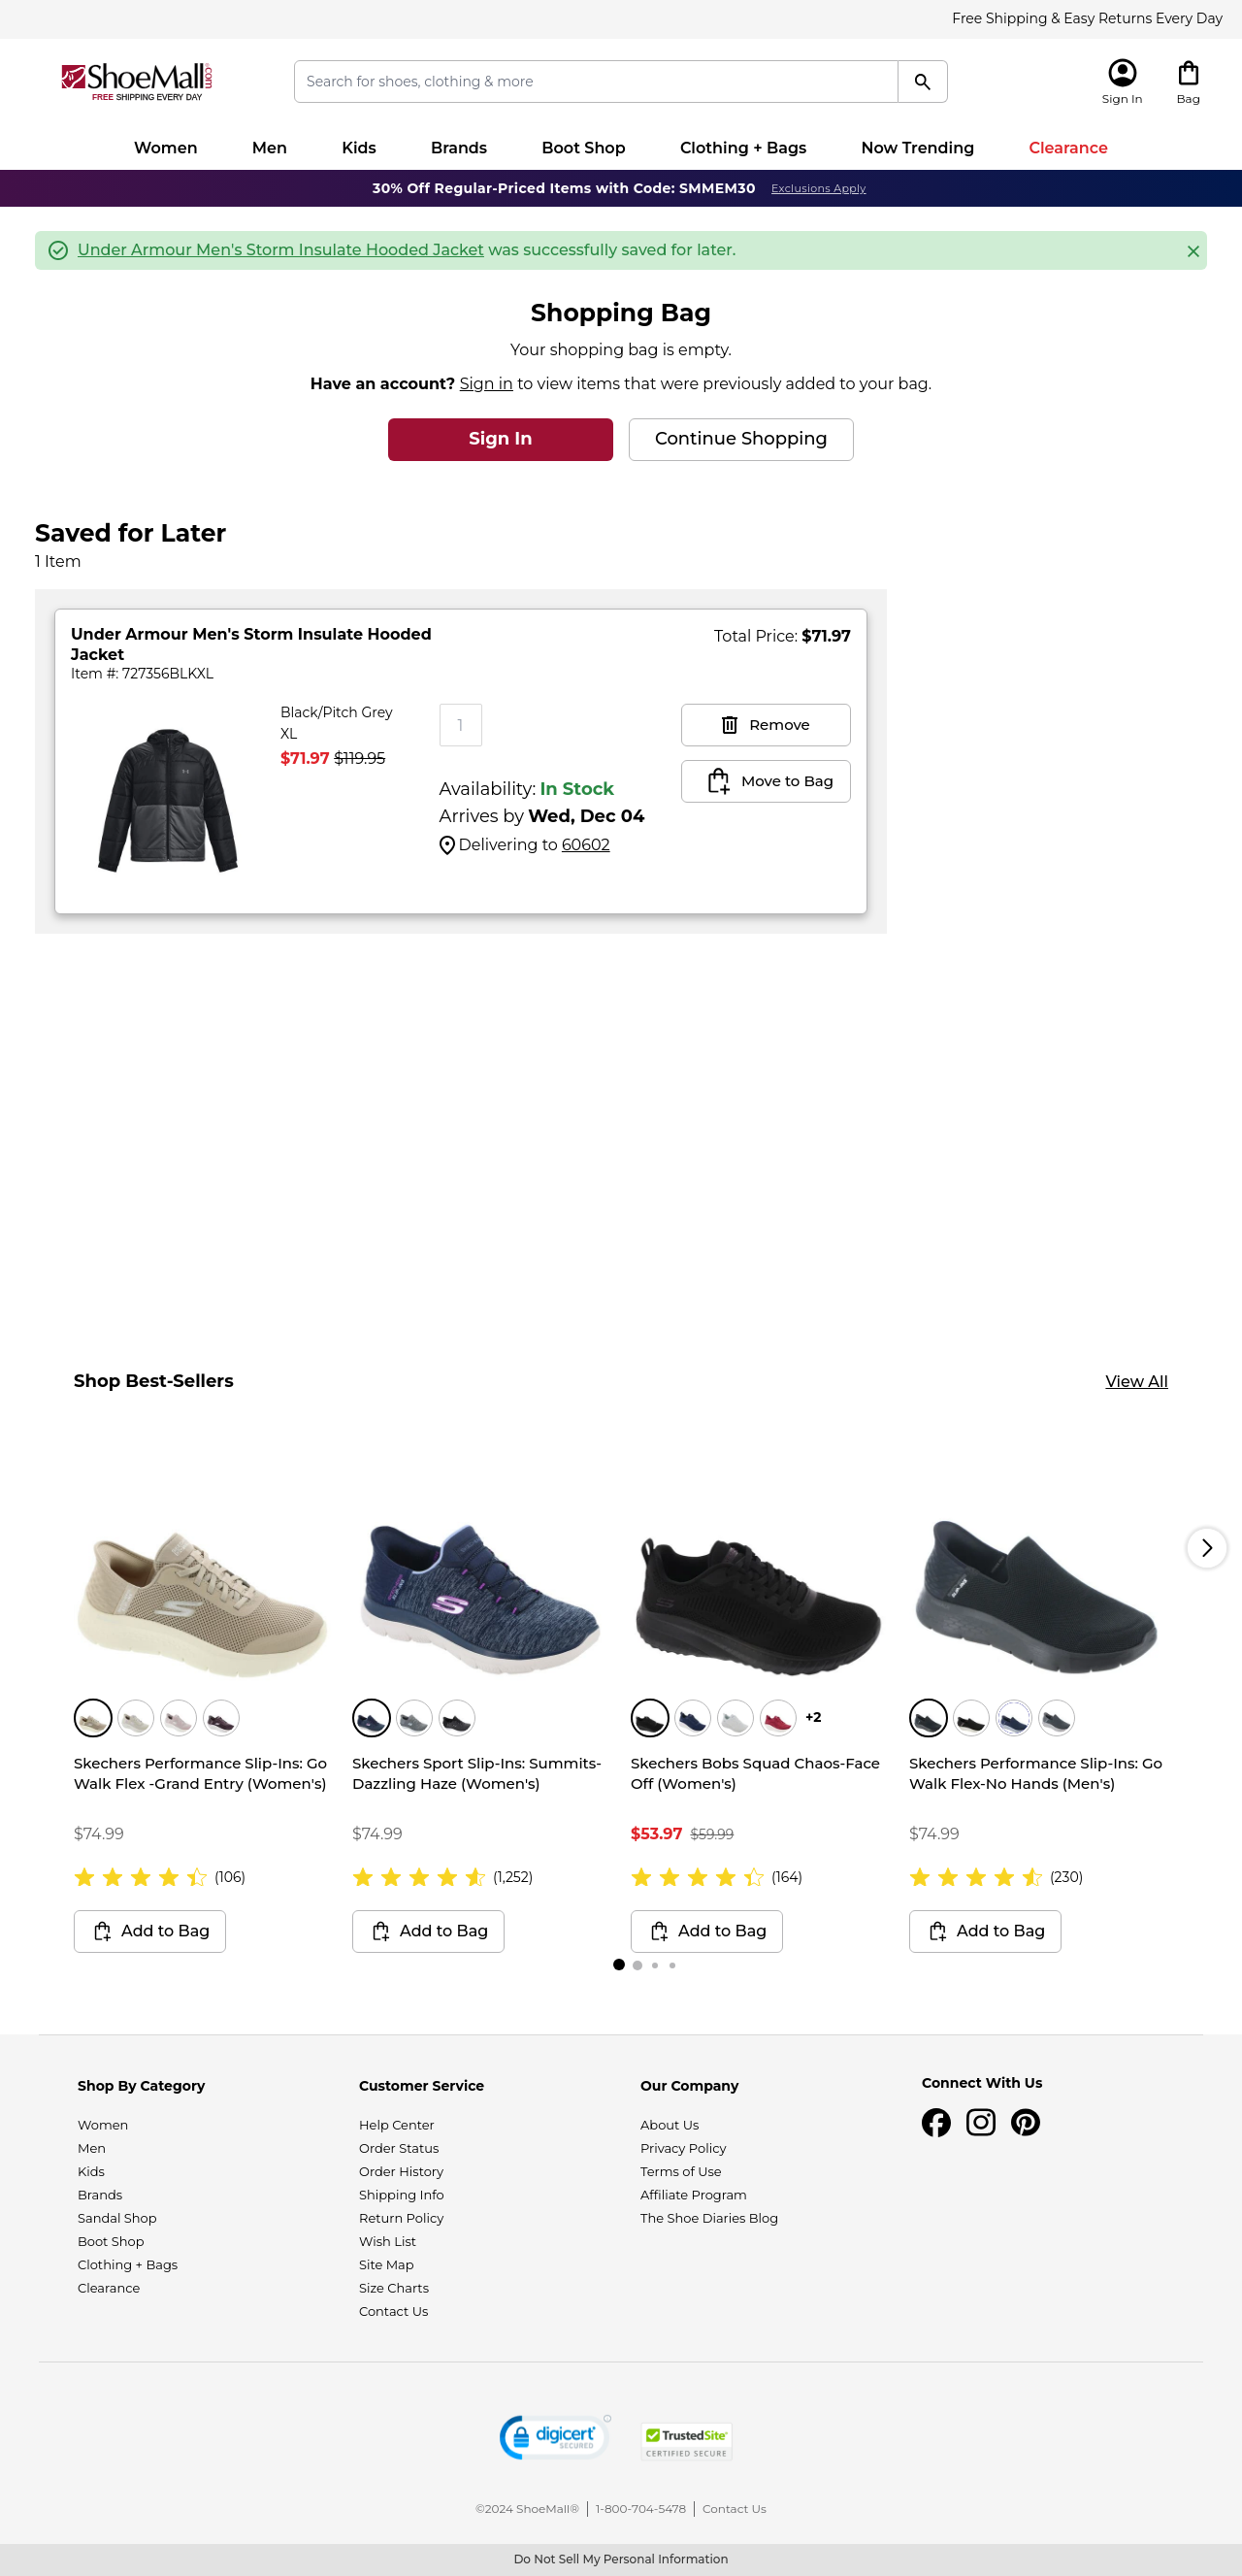 Free Shipping & Easy Returns Every Day
ShoeMall.com
FREE SHIPPING EVERY DAY
Search for shoes, clothing & more
Sign In
Bag
Women
Men
Kids
Brands
Boot Shop
Clothing + Bags
Now Trending
Clearance
30% Off Regular-Priced Items with Code: SMMEM30 Exclusions Apply
Under Armour Men's Storm Insulate Hooded Jacket was successfully saved for later.
Shopping Bag
Your shopping bag is empty.
Have an account? Sign in to view items that were previously added to your bag.
Sign In
Continue Shopping
Saved for Later
1 Item
Under Armour Men's Storm Insulate Hooded
Jacket
Item #: 727356BLKXL
Total Price: $71.97
Black/Pitch Grey
XL
$71.97 $119.95
1
Availability: In Stock
Arrives by Wed, Dec 04
Delivering to 60602
Remove
Move to Bag
Shop Best-Sellers
View All
Skechers Performance Slip-Ins: Go
Walk Flex -Grand Entry (Women's)
$74.99
(106)
Add to Bag
Skechers Sport Slip-Ins: Summits-
Dazzling Haze (Women's)
$74.99
(1,252)
Add to Bag
+2
Skechers Bobs Squad Chaos-Face
Off (Women's)
$53.97 $59.99
(164)
Add to Bag
Skechers Performance Slip-Ins: Go
Walk Flex-No Hands (Men's)
$74.99
(230)
Add to Bag
Shop By Category
Women
Men
Kids
Brands
Sandal Shop
Boot Shop
Clothing + Bags
Clearance
Customer Service
Help Center
Order Status
Order History
Shipping Info
Return Policy
Wish List
Site Map
Size Charts
Contact Us
Our Company
About Us
Privacy Policy
Terms of Use
Affiliate Program
The Shoe Diaries Blog
Connect With Us
digicert
SECURED
TrustedSite
CERTIFIED SECURE
©2024 ShoeMall®
1-800-704-5478
Contact Us
Do Not Sell My Personal Information